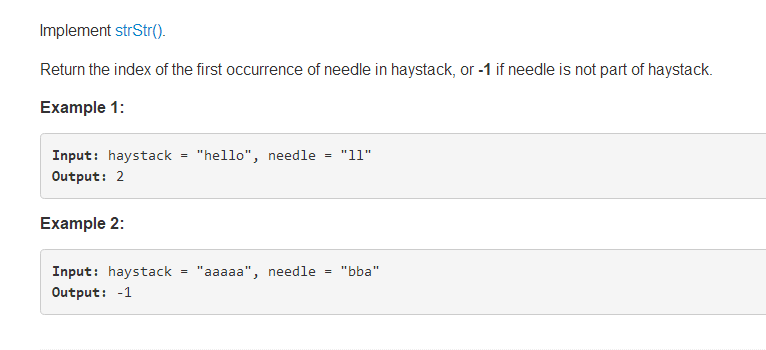 Implement strStr().
Return the index of the first occurrence of needle in haystack, or -1 if needle is not part of haystack.
Example 1:
Input: haystack = "hello", needle = "ll"
Output: 2
Example 2:
Input: haystack = "aaaaa", needle = "bba"
Output: -1